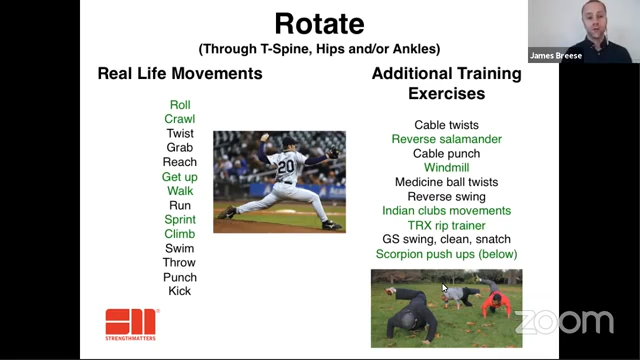 Rotate
(Through T-Spine, Hips and/or Ankles)
Real Life Movements
Roll
Crawl
Twist
Grab
Reach
Get up
Walk
Run
Sprint
Climb
Swim
Throw
Punch
Kick
20
Additional Training
Exercises
Cable twists
Reverse salamander
Cable punch
Windmill
Medicine ball twists
Reverse swing
Indian clubs movements
TRX rip trainer
GS swing, clean, snatch
Scorpion push ups (below)
STRENGTHMATTERS
James Breese
zoom